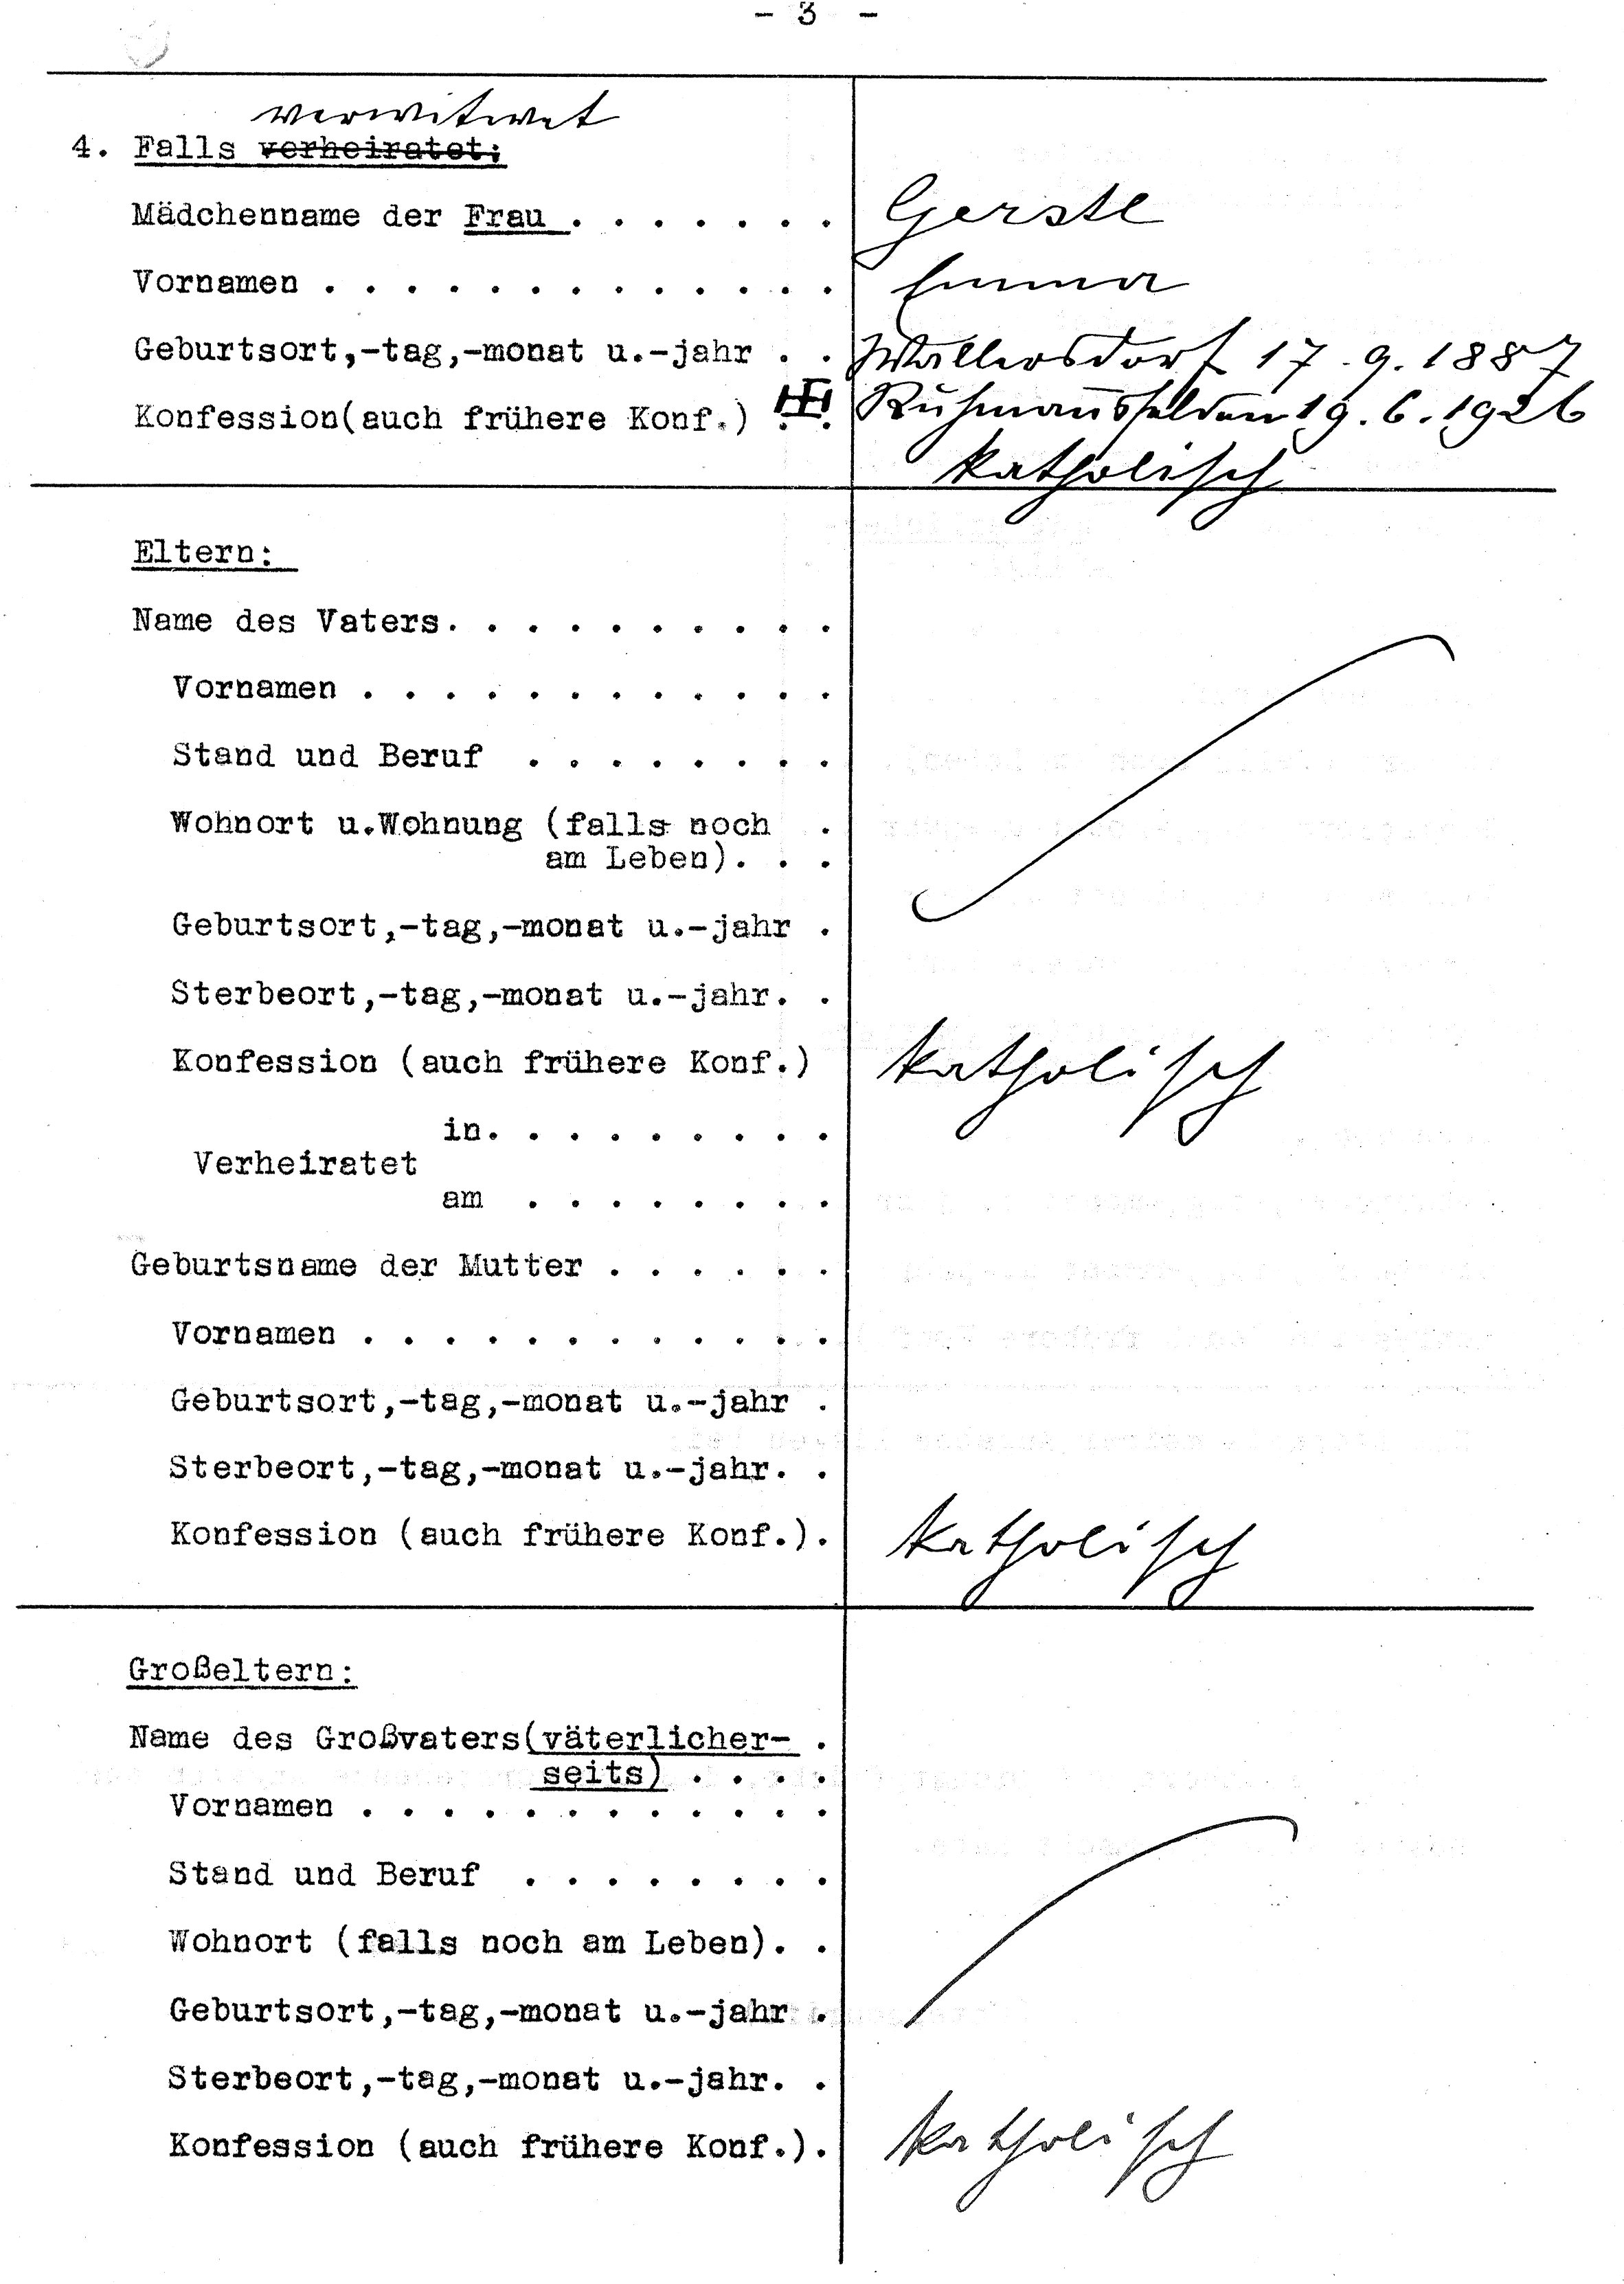 - 3 -
verwitwet
4. Falls verheiratet:
Mädchenname der Frau . . . . . . . Gerstl
Vornamen . . . . . . . . . . . . . Emma
Geburtsort,-tag,-monat u.-jahr . . Wallersdorf 17.9.1887
Konfession(auch frühere Konf.) . . Ruhmannsfelden 19.6.1926
katholisch
Eltern:
Name des Vaters. . . . . . . . . .
Vornamen . . . . . . . . . . . .
Stand und Beruf . . . . . . . .
Wohnort u.Wohnung (falls noch .
am Leben). . .
Geburtsort,-tag,-monat u.-jahr .
Sterbeort,-tag,-monat u.-jahr. .
Konfession (auch frühere Konf.) katholisch
in. . . . . . . . .
Verheiratet
am . . . . . . . .
Geburtsname der Mutter . . . . . .
Vornamen . . . . . . . . . . . .
Geburtsort,-tag,-monat u.-jahr .
Sterbeort,-tag,-monat u.-jahr. .
Konfession (auch frühere Konf.). katholisch
Großeltern:
Name des Großvaters(väterlicher- .
seits) . . . .
Vornamen . . . . . . . . . . . .
Stand und Beruf . . . . . . . .
Wohnort (falls noch am Leben). .
Geburtsort,-tag,-monat u.-jahr .
Sterbeort,-tag,-monat u.-jahr. .
Konfession (auch frühere Konf.). katholisch